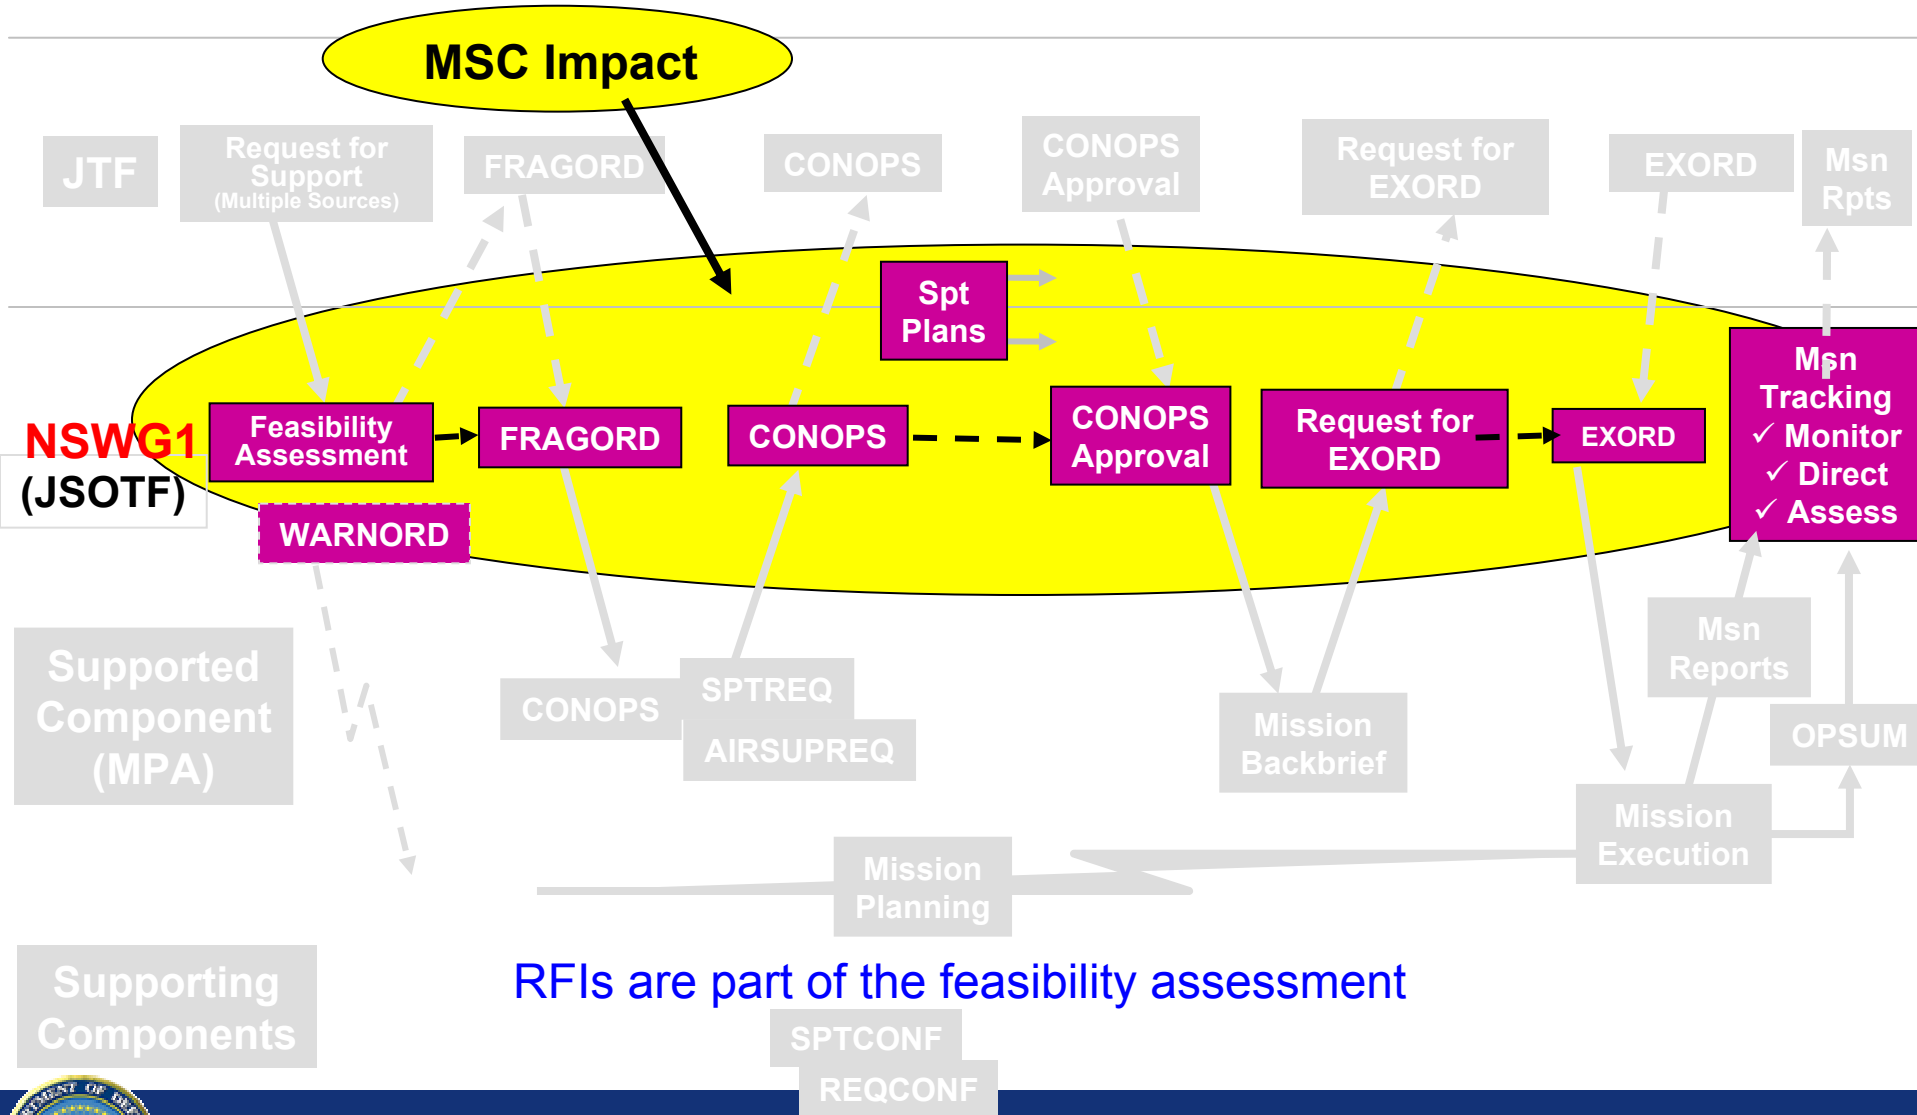 MSC Impact
JTF
Request for
Support
(Multiple Sources)
FRAGORD
CONOPS
CONOPS
Approval
Request for
EXORD
EXORD
Msn
Rpts
Spt
Plans
NSWG1
(JSOTF)
Feasibility
Assessment
FRAGORD
CONOPS
CONOPS
Approval
Request for
EXORD
EXORD
Msn
Tracking
✓ Monitor
✓ Direct
✓ Assess
WARNORD
Supported
Component
(MPA)
CONOPS
SPTREQ
AIRSUPREQ
Mission
Backbrief
Msn
Reports
OPSUM
Mission
Planning
Mission
Execution
Supporting
Components
RFIs are part of the feasibility assessment
SPTCONF
REQCONF